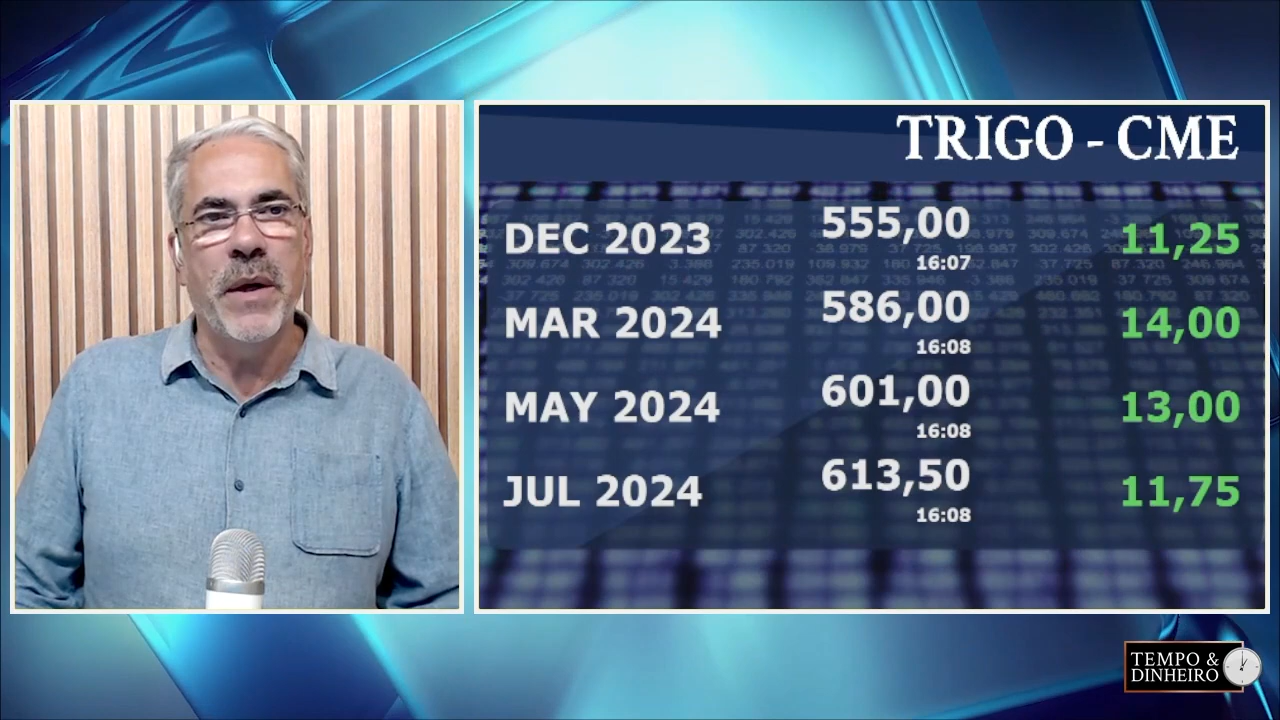 TRIGO - CME
DEC 2023 555,00 11,25
16:07
MAR 2024 586,00 14,00
16:08
MAY 2024 601,00 13,00
16:08
JUL 2024 613,50 11,75
16:08
TEMPO &
DINHEIRO